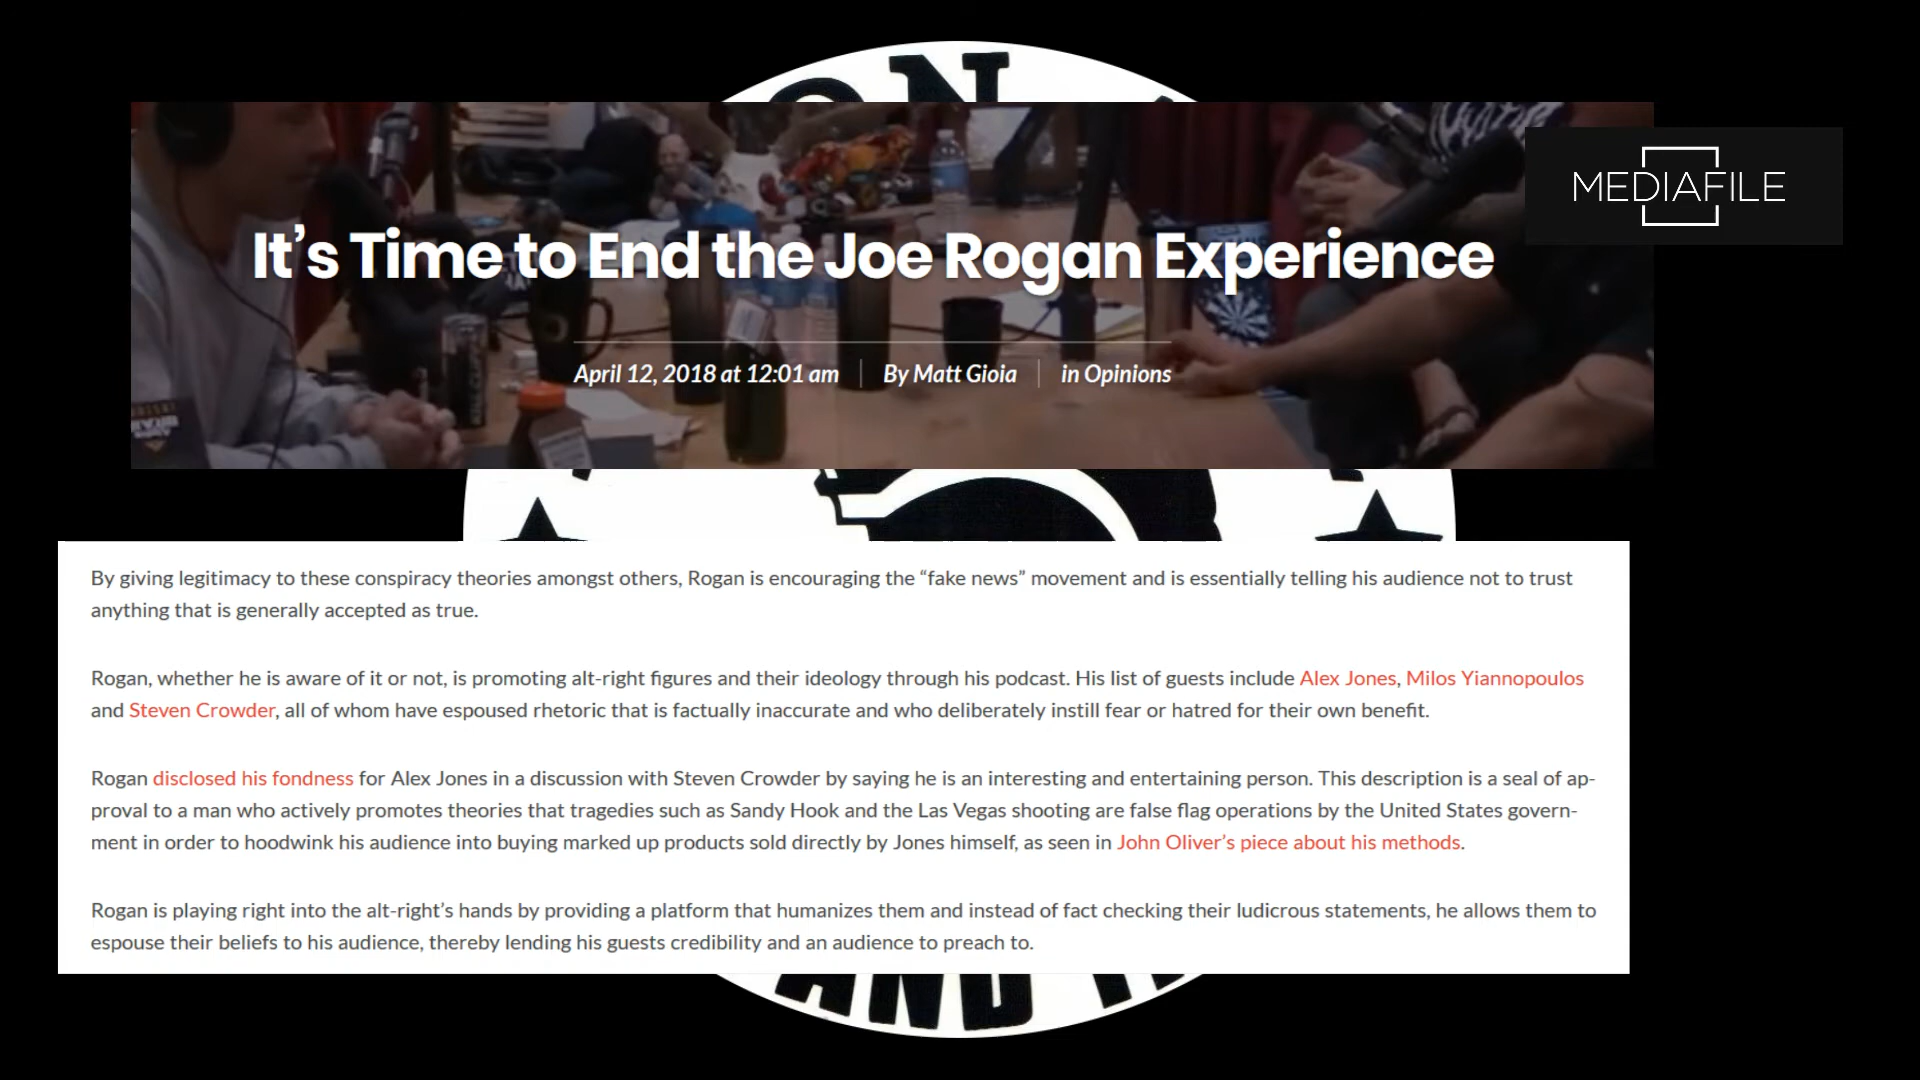 ON
MEDIAFILE
It's Time to End the Joe Rogan Experience
April 12, 2018 at 12:01 am
By Matt Gioia
in Opinions
By giving legitimacy to these conspiracy theories amongst others, Rogan is encouraging the “fake news” movement and is essentially telling his audience not to trust
anything that is generally accepted as true.
Rogan, whether he is aware of it or not, is promoting alt-right figures and their ideology through his podcast. His list of guests include Alex Jones, Milos Yiannopoulos
and Steven Crowder, all of whom have espoused rhetoric that is factually inaccurate and who deliberately instill fear or hatred for their own benefit.
Rogan disclosed his fondness for Alex Jones in a discussion with Steven Crowder by saying he is an interesting and entertaining person. This description is a seal of ap-
proval to a man who actively promotes theories that tragedies such as Sandy Hook and the Las Vegas shooting are false flag operations by the United States govern-
ment in order to hoodwink his audience into buying marked up products sold directly by Jones himself, as seen in John Oliver’s piece about his methods.
Rogan is playing right into the alt-right’s hands by providing a platform that humanizes them and instead of fact checking their ludicrous statements, he allows them to
espouse their beliefs to his audience, thereby lending his guests credibility and an audience to preach to.
AND